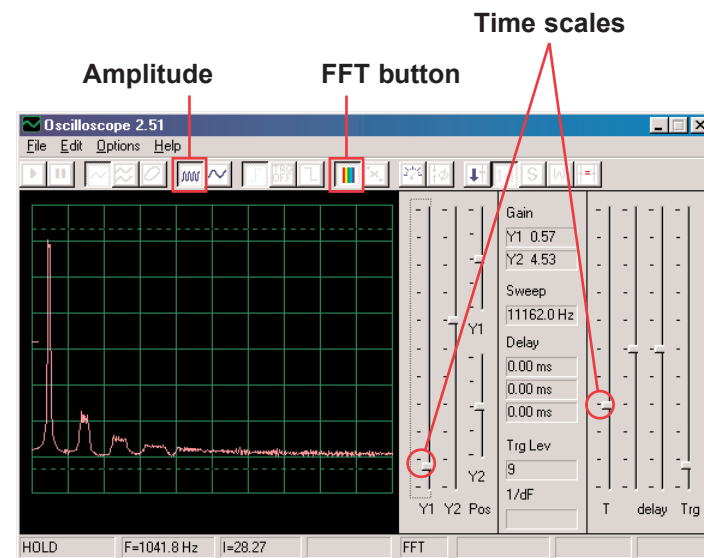 Time scales
Amplitude FFT button
Oscilloscope 2.51
File Edit Options Help
TRG OFF
S
Gain
Y1 0.57
Y2 4.53
Sweep
11162.0 Hz
Y1
Delay
0.00 ms
0.00 ms
0.00 ms
Trg Lev
9
Y2
1/dF
Y1 Y2 Pos T delay Trg
HOLD F=1041.8 Hz I=28.27 FFT